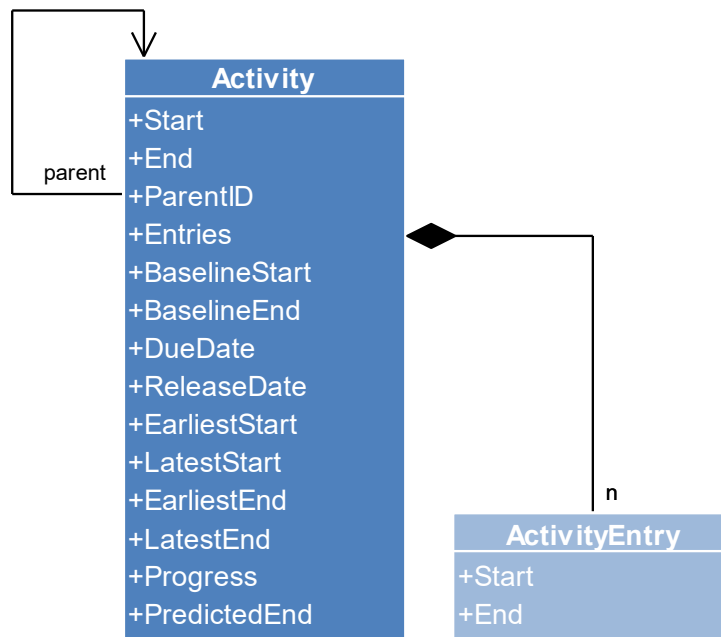 Activity
+Start
+End
parent
+ParentID
+Entries
+BaselineStart
+BaselineEnd
+DueDate
+ReleaseDate
+EarliestStart
+LatestStart
+EarliestEnd
+LatestEnd
+Progress
+PredictedEnd
n
ActivityEntry
+Start
+End